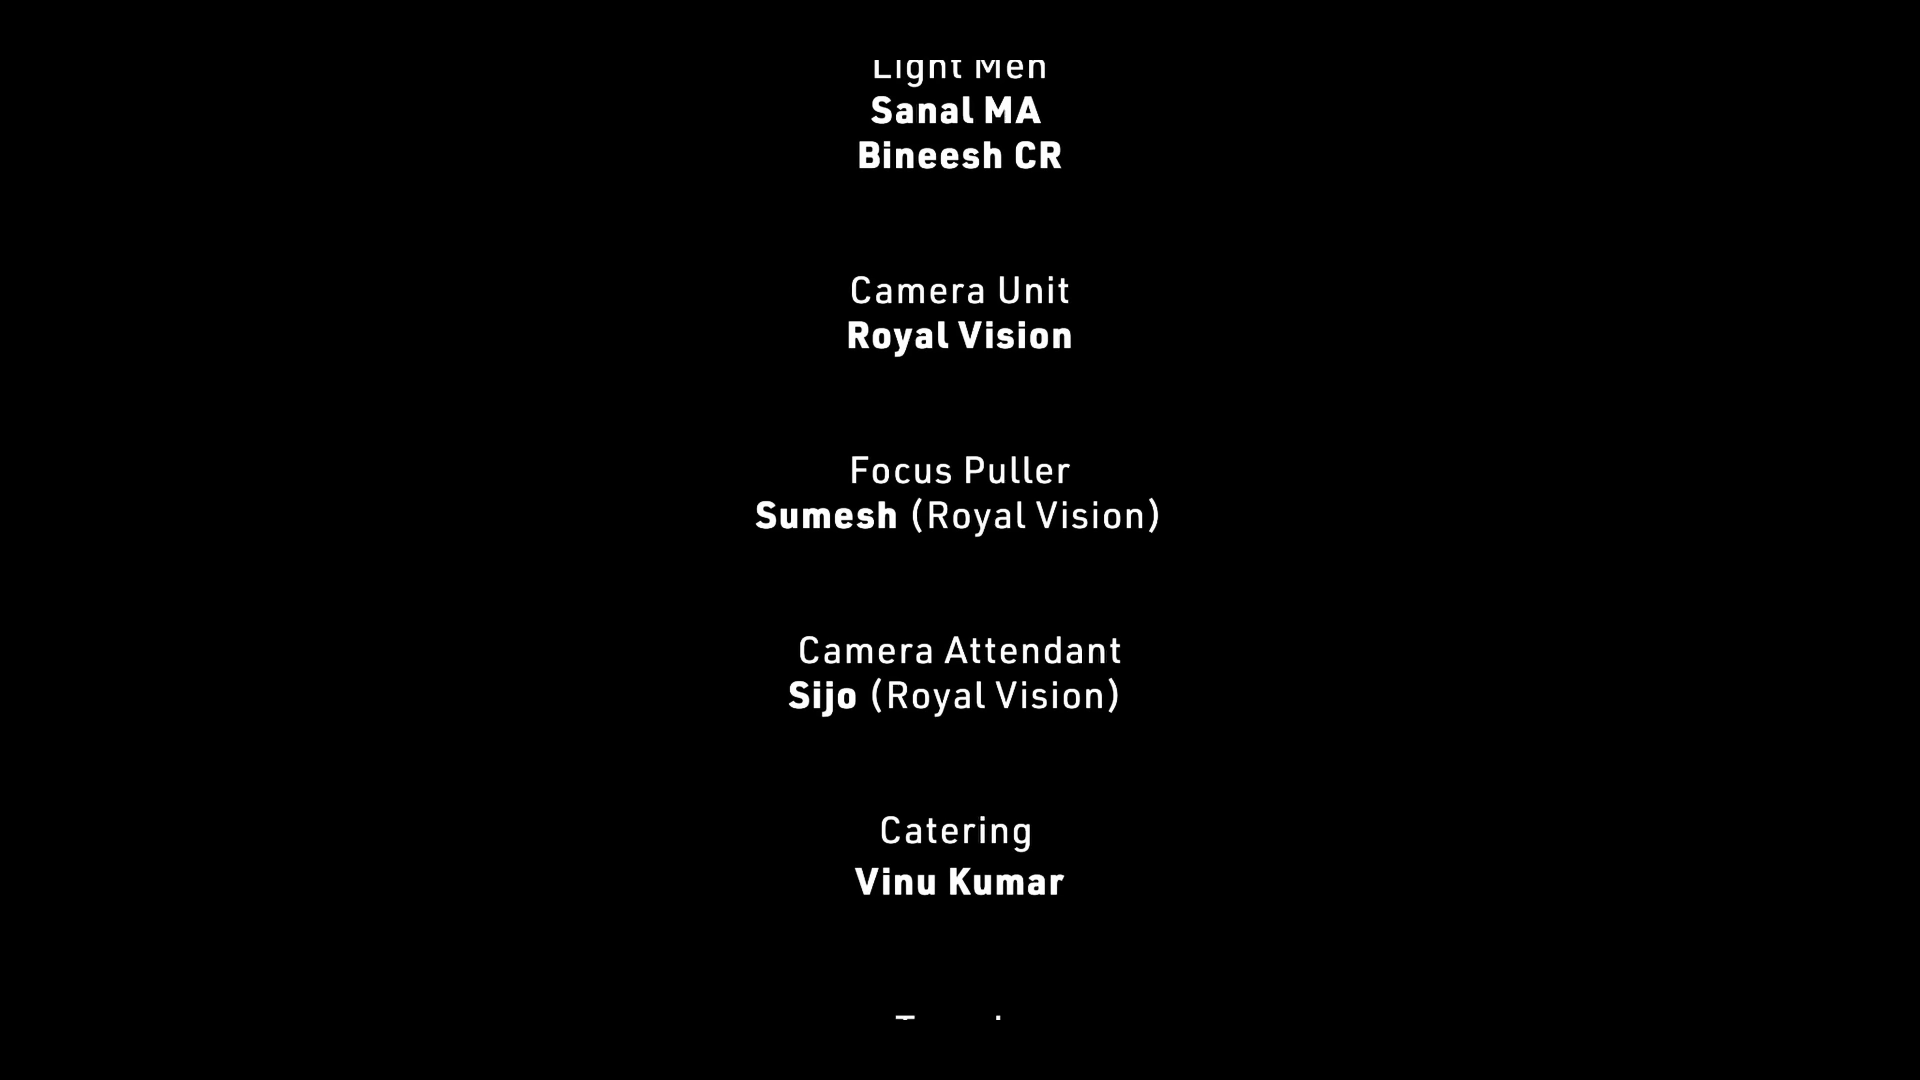 Light Men
Sanal MA
Bineesh CR
Camera Unit
Royal Vision
Focus Puller
Sumesh (Royal Vision)
Camera Attendant
Sijo (Royal Vision)
Catering
Vinu Kumar